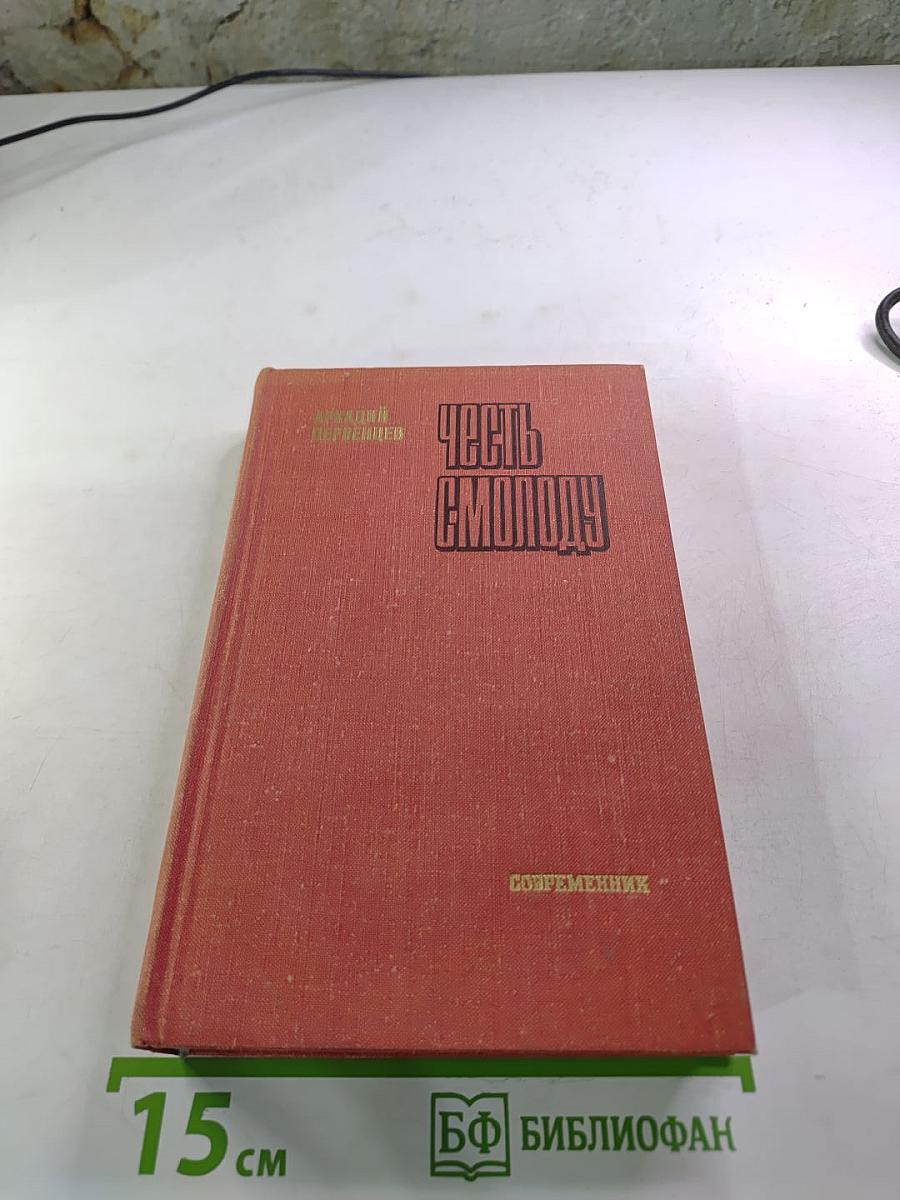 АРКАДИЙ
ПЕРВЕНЦЕВ
ЧЕСТЬ
СМОЛОДУ
СОВРЕМЕННИК
15 см
БФ БИБЛИОФАН